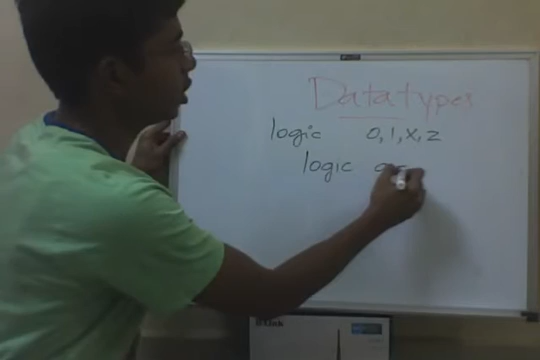 Datatypes
logic 0, 1, x, z
logic